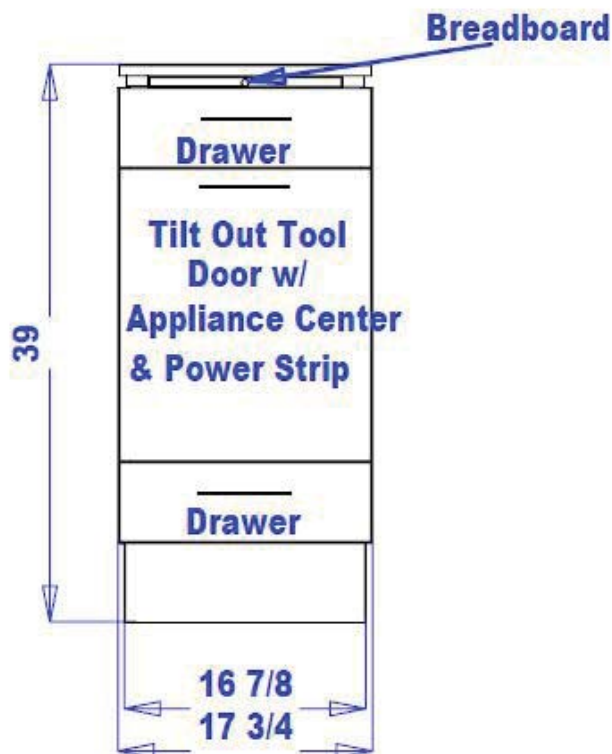 Breadboard
Drawer
Tilt Out Tool
Door w/
Appliance Center
& Power Strip
39
Drawer
16 7/8
17 3/4